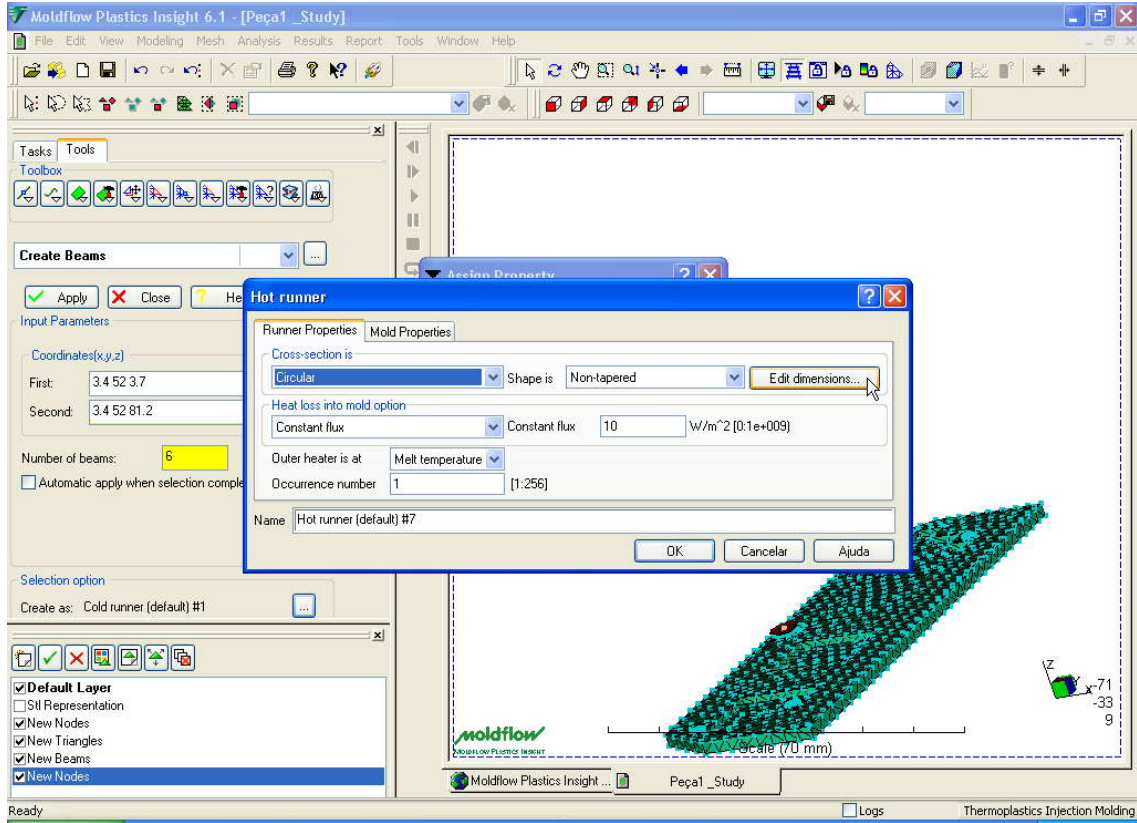 Moldflow Plastics Insight 6.1 - [Peça1 _Study]
File Edit View Modeling Mesh Analysis Results Report Tools Window Help
Tasks Tools
Toolbox
Create Beams ...
Assign Property
Apply Close He
Hot runner
Input Parameters
Runner Properties Mold Properties
Coordinates(x,y,z)
Cross-section is
First: 3.4 52 3.7
Circular Shape is Non-tapered Edit dimensions...
Second: 3.4 52 81.2
Heat loss into mold option
Constant flux Constant flux 10 W/m^2 [0:1e+009)
Number of beams: 6
Outer heater is at Melt temperature
Automatic apply when selection comple
Occurrence number 1 [1:256]
Name Hot runner (default) #7
OK Cancelar Ajuda
Selection option
Create as: Cold runner (default) #1 ...
Default Layer
Stl Representation
New Nodes
New Triangles
New Beams
New Nodes
Z
Y
x
-71
-33
9
moldflow
MOLDFLOW PLASTICS INSIGHT
Scale (70 mm)
Moldflow Plastics Insight ... Peça1 _Study
Ready Logs Thermoplastics Injection Molding